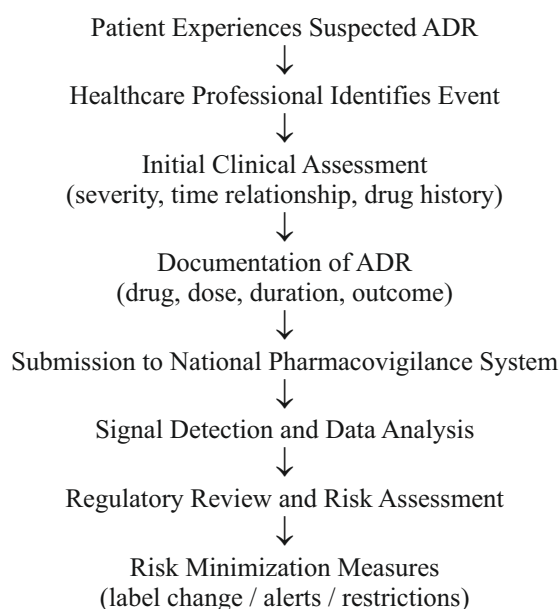 Patient Experiences Suspected ADR
↓
Healthcare Professional Identifies Event
↓
Initial Clinical Assessment
(severity, time relationship, drug history)
↓
Documentation of ADR
(drug, dose, duration, outcome)
↓
Submission to National Pharmacovigilance System
↓
Signal Detection and Data Analysis
↓
Regulatory Review and Risk Assessment
↓
Risk Minimization Measures
(label change / alerts / restrictions)